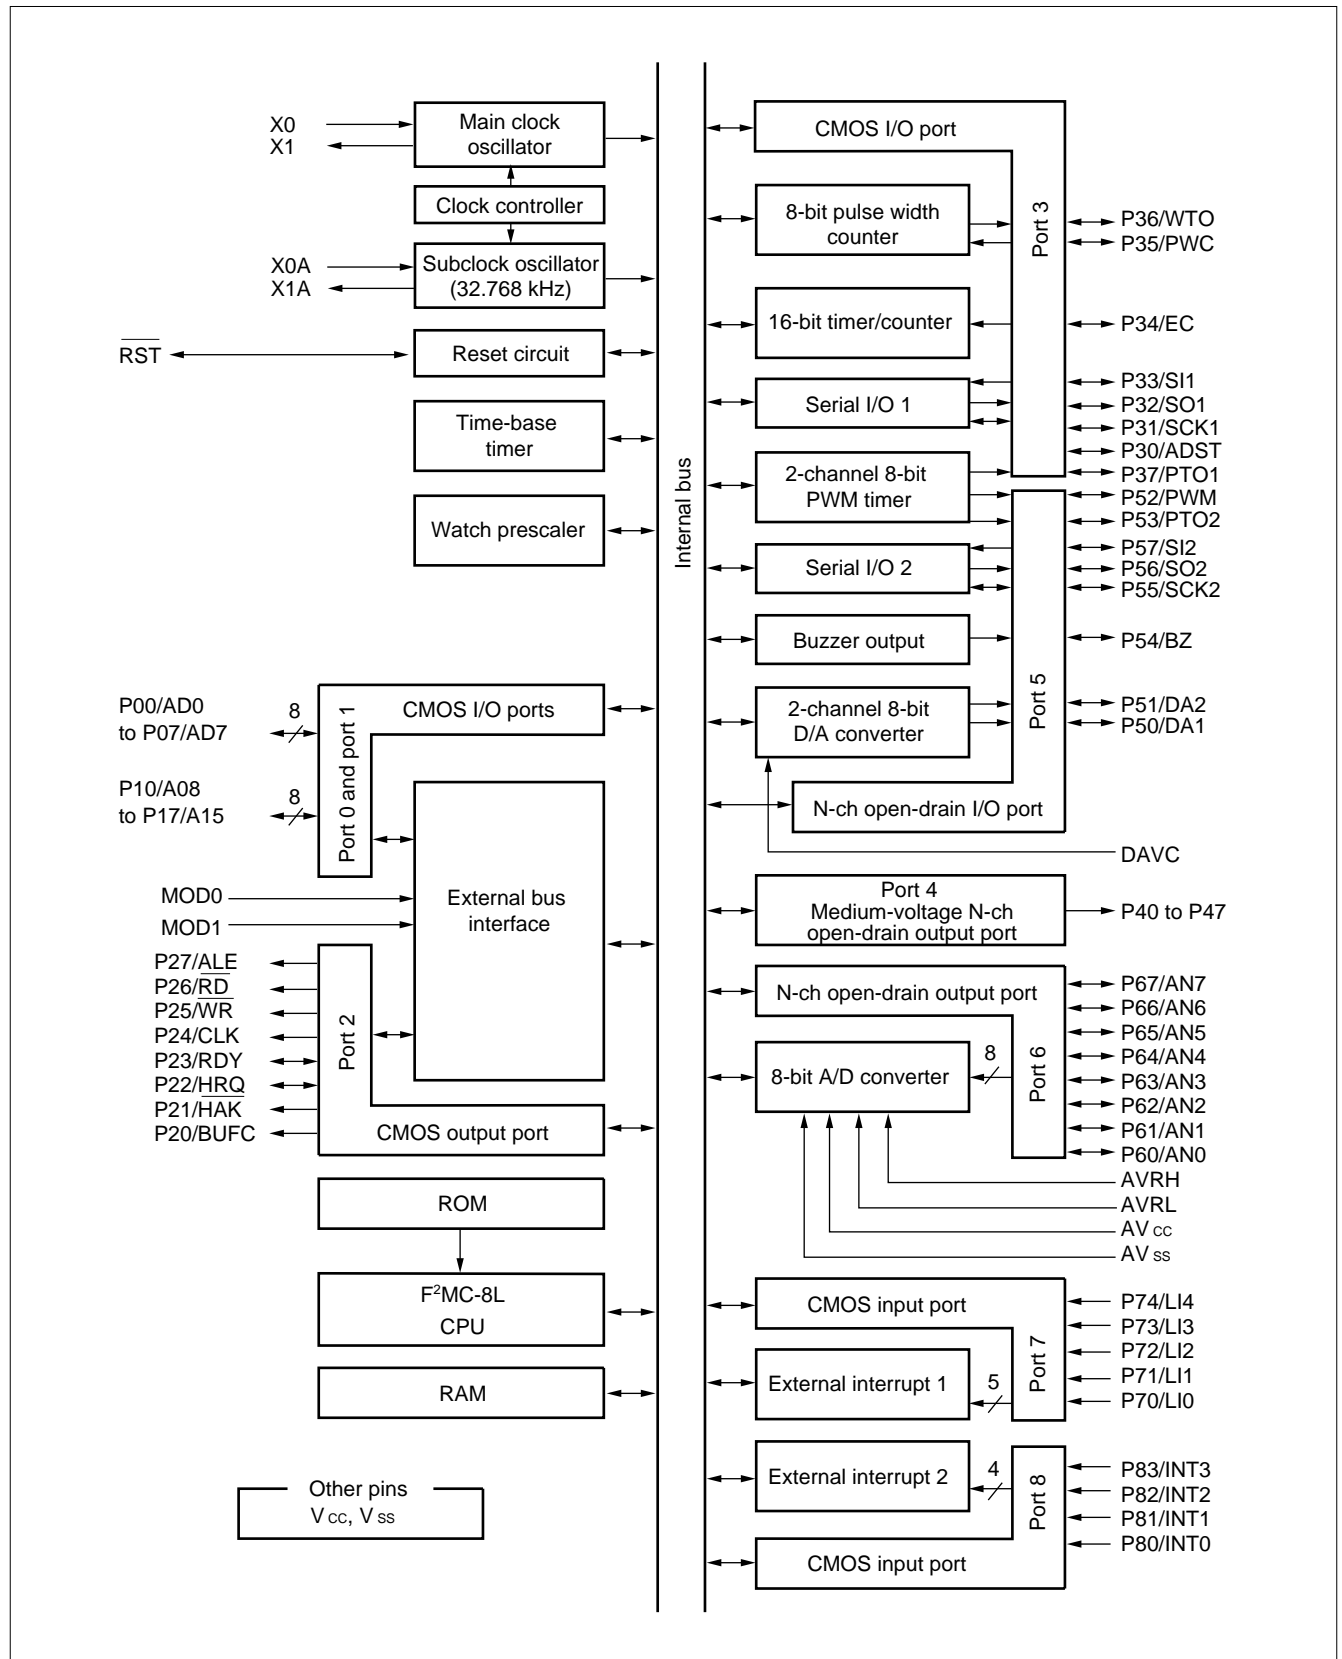 X0
X1
Main clock
oscillator
Clock controller
X0A
X1A
Subclock oscillator
(32.768 kHz)
RST
Reset circuit
Time-base
timer
Watch prescaler
P00/AD0
to P07/AD7
8
P10/A08
to P17/A15
8
Port 0 and port 1
CMOS I/O ports
MOD0
MOD1
External bus
interface
P27/ALE
P26/RD
P25/WR
P24/CLK
P23/RDY
P22/HRQ
P21/HAK
P20/BUFC
Port 2
CMOS output port
ROM
F²MC-8L
CPU
RAM
Other pins
Vcc, Vss
Internal bus
CMOS I/O port
Port 3
8-bit pulse width
counter
P36/WTO
P35/PWC
16-bit timer/counter
P34/EC
Serial I/O 1
P33/SI1
P32/SO1
P31/SCK1
P30/ADST
P37/PTO1
2-channel 8-bit
PWM timer
P52/PWM
P53/PTO2
Serial I/O 2
P57/SI2
P56/SO2
P55/SCK2
Buzzer output
P54/BZ
Port 5
2-channel 8-bit
D/A converter
P51/DA2
P50/DA1
N-ch open-drain I/O port
DAVC
Port 4
Medium-voltage N-ch
open-drain output port
P40 to P47
N-ch open-drain output port
Port 6
8-bit A/D converter
8
P67/AN7
P66/AN6
P65/AN5
P64/AN4
P63/AN3
P62/AN2
P61/AN1
P60/AN0
AVRH
AVRL
AVcc
AVss
CMOS input port
Port 7
External interrupt 1
5
P74/LI4
P73/LI3
P72/LI2
P71/LI1
P70/LI0
External interrupt 2
4
Port 8
P83/INT3
P82/INT2
P81/INT1
P80/INT0
CMOS input port